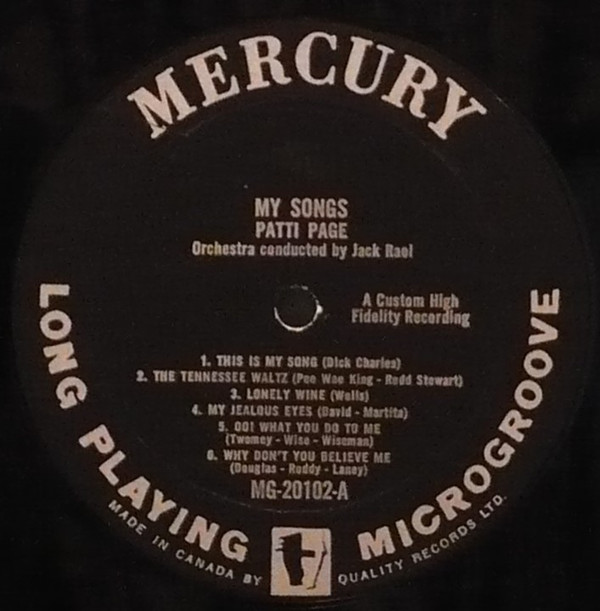 MERCURY
MY SONGS
PATTI PAGE
Orchestra conducted by Jack Rael
A Custom High
Fidelity Recording
1. THIS IS MY SONG (Dick Charles)
2. THE TENNESSEE WALTZ (Pee Wee King - Redd Stewart)
3. LONELY WINE (Wells)
4. MY JEALOUS EYES (David - Martita)
5. OO! WHAT YOU DO TO ME
(Twomey - Wise - Wiseman)
6. WHY DON'T YOU BELIEVE ME
(Douglas - Roddy - Laney)
MG-20102-A
LONG PLAYING MICROGROOVE
MADE IN CANADA BY QUALITY RECORDS LTD.